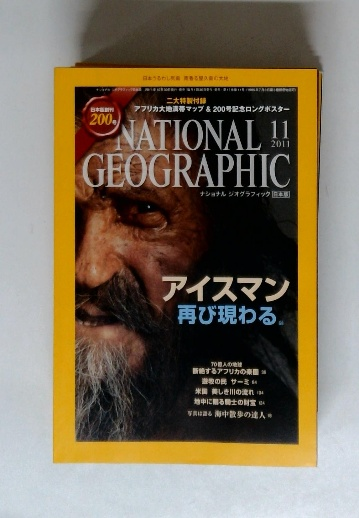 二大特製付録
アフリカ大地溝帯マップ & 200号記念ロングポスター
日本版創刊
200号
NATIONAL
GEOGRAPHIC
11
2011
ナショナル ジオグラフィック 日本版
アイスマン
再び現わる
70億人の地球
断絶するアフリカの楽園
遊牧の民 サーミ
米国 美しき川の流れ
地中に眠る騎士の財宝
写真は語る 海中散歩の達人